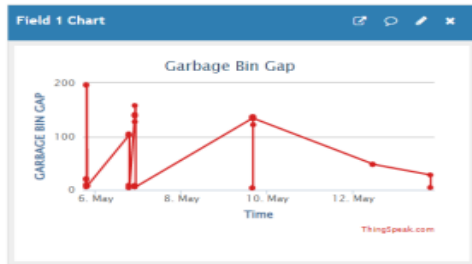 Field 1 Chart
Garbage Bin Gap
GARBAGE BIN GAP
200
100
0
6. May
8. May
10. May
12. May
Time
ThingSpeak.com